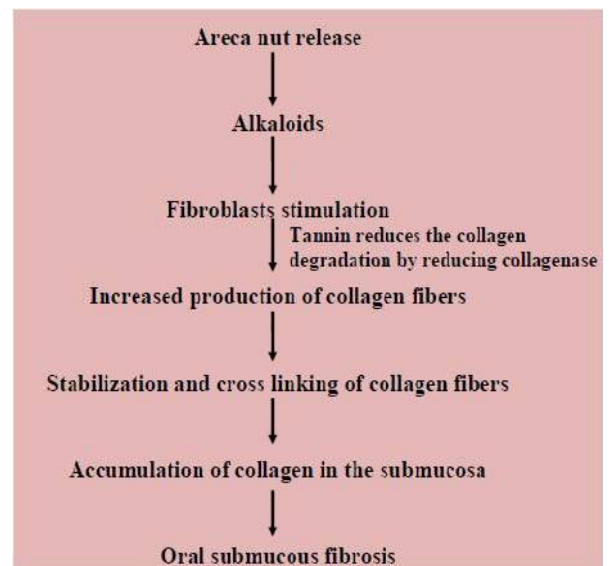 Areca nut release
Alkaloids
Fibroblasts stimulation
Tannin reduces the collagen
degradation by reducing collagenase
Increased production of collagen fibers
Stabilization and cross linking of collagen fibers
Accumulation of collagen in the submucosa
Oral submucous fibrosis